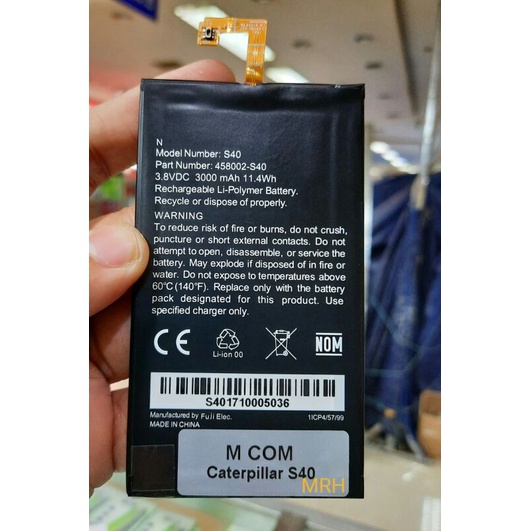 N
Model Number: S40
Part Number: 458002-S40
3.8VDC 3000 mAh 11.4Wh
Rechargeable Li-Polymer Battery.
Recycle or dispose of properly.
WARNING
To reduce risk of fire or burns, do not crush,
puncture or short external contacts. Do not
attempt to open, disassemble, or service the
battery. May explode if disposed of in fire or
water. Do not expose to temperatures above
60°C (140°F). Replace only with the battery
pack designated for this product. Use
specified charger only.
CE
Li-ion 00
NOM
S401710005036
Manufactured by Fuli Elec.
1ICP4/57/99
MADE IN CHINA
M COM
Caterpillar S40
MRH